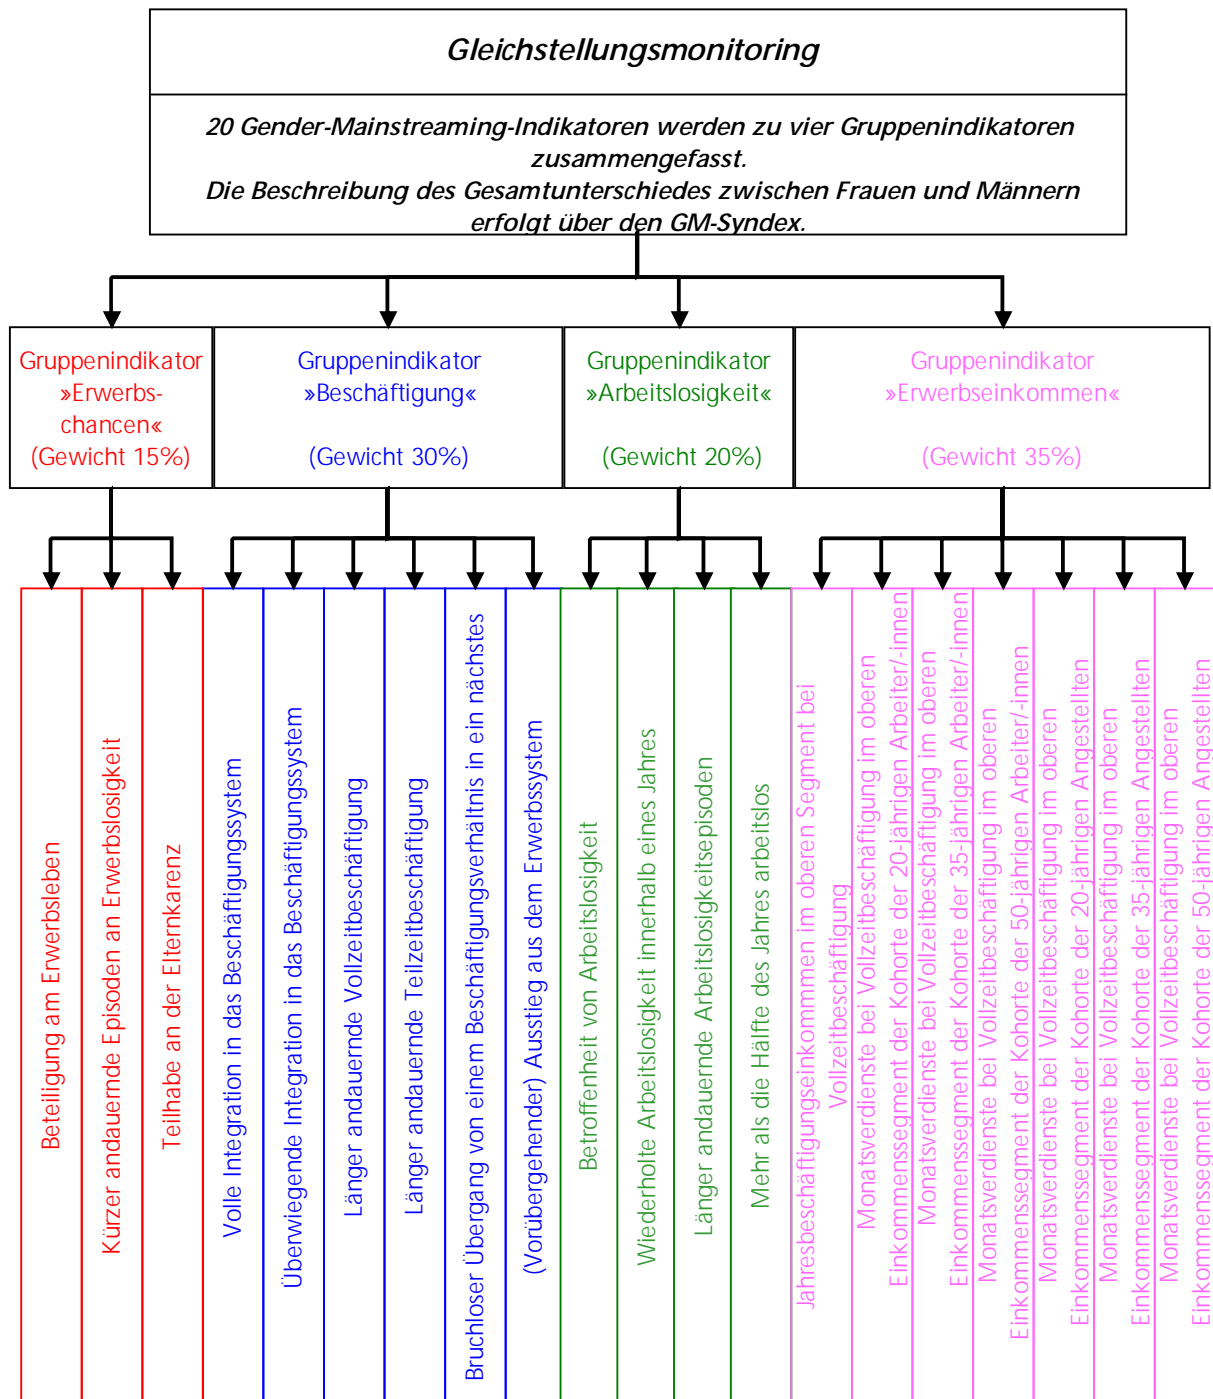 Gleichstellungsmonitoring
20 Gender-Mainstreaming-Indikatoren werden zu vier Gruppenindikatoren
zusammengefasst.
Die Beschreibung des Gesamtunterschiedes zwischen Frauen und Männern
erfolgt über den GM-Syndex.
Gruppenindikator
»Erwerbs-
chancen«
(Gewicht 15%)
Gruppenindikator
»Beschäftigung«
(Gewicht 30%)
Gruppenindikator
»Arbeitslosigkeit«
(Gewicht 20%)
Gruppenindikator
»Erwerbseinkommen«
(Gewicht 35%)
Beteiligung am Erwerbsleben
Kürzer andauernde Episoden an Erwerbslosigkeit
Teilhabe an der Elternkarenz
Volle Integration in das Beschäftigungssystem
Überwiegende Integration in das Beschäftigungssystem
Länger andauernde Vollzeitbeschäftigung
Länger andauernde Teilzeitbeschäftigung
Bruchloser Übergang von einem Beschäftigungsverhältnis in ein nächstes
(Vorübergehender) Ausstieg aus dem Erwerbssystem
Betroffenheit von Arbeitslosigkeit
Wiederholte Arbeitslosigkeit innerhalb eines Jahres
Länger andauernde Arbeitslosigkeitsepisoden
Mehr als die Hälfte des Jahres arbeitslos
Jahresbeschäftigungseinkommen im oberen Segment bei
Vollzeitbeschäftigung
Monatsverdienste bei Vollzeitbeschäftigung im oberen
Einkommenssegment der Kohorte der 20-jährigen Arbeiter/-innen
Monatsverdienste bei Vollzeitbeschäftigung im oberen
Einkommenssegment der Kohorte der 35-jährigen Arbeiter/-innen
Monatsverdienste bei Vollzeitbeschäftigung im oberen
Einkommenssegment der Kohorte der 50-jährigen Arbeiter/-innen
Monatsverdienste bei Vollzeitbeschäftigung im oberen
Einkommenssegment der Kohorte der 20-jährigen Angestellten
Monatsverdienste bei Vollzeitbeschäftigung im oberen
Einkommenssegment der Kohorte der 35-jährigen Angestellten
Monatsverdienste bei Vollzeitbeschäftigung im oberen
Einkommenssegment der Kohorte der 50-jährigen Angestellten